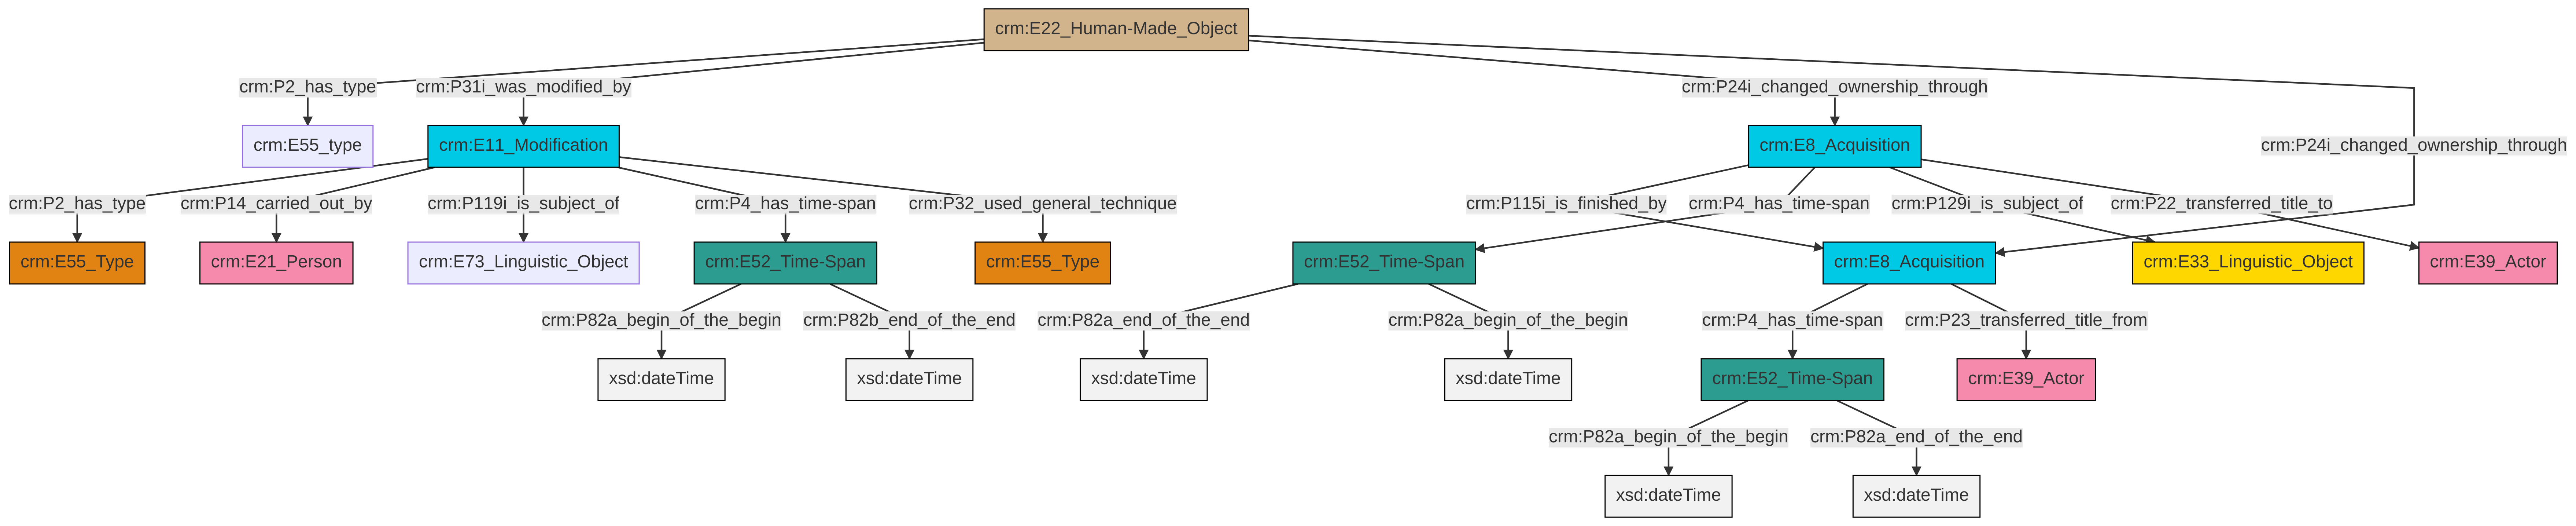 crm:E22_Human-Made_Object
crm:P2_has_type
crm:P31i_was_modified_by
crm:P24i_changed_ownership_through
crm:E55_type
crm:E11_Modification
crm:E8_Acquisition
crm:P24i_changed_ownership_through
crm:P2_has_type
crm:P14_carried_out_by
crm:P119i_is_subject_of
crm:P4_has_time-span
crm:P32_used_general_technique
crm:P115i_is_finished_by
crm:P4_has_time-span
crm:P129i_is_subject_of
crm:P22_transferred_title_to
crm:E55_Type
crm:E21_Person
crm:E73_Linguistic_Object
crm:E52_Time-Span
crm:E55_Type
crm:E52_Time-Span
crm:E8_Acquisition
crm:E33_Linguistic_Object
crm:E39_Actor
crm:P82a_begin_of_the_begin
crm:P82b_end_of_the_end
crm:P82a_end_of_the_end
crm:P82a_begin_of_the_begin
crm:P4_has_time-span
crm:P23_transferred_title_from
xsd:dateTime
xsd:dateTime
xsd:dateTime
xsd:dateTime
crm:E52_Time-Span
crm:E39_Actor
crm:P82a_begin_of_the_begin
crm:P82a_end_of_the_end
xsd:dateTime
xsd:dateTime